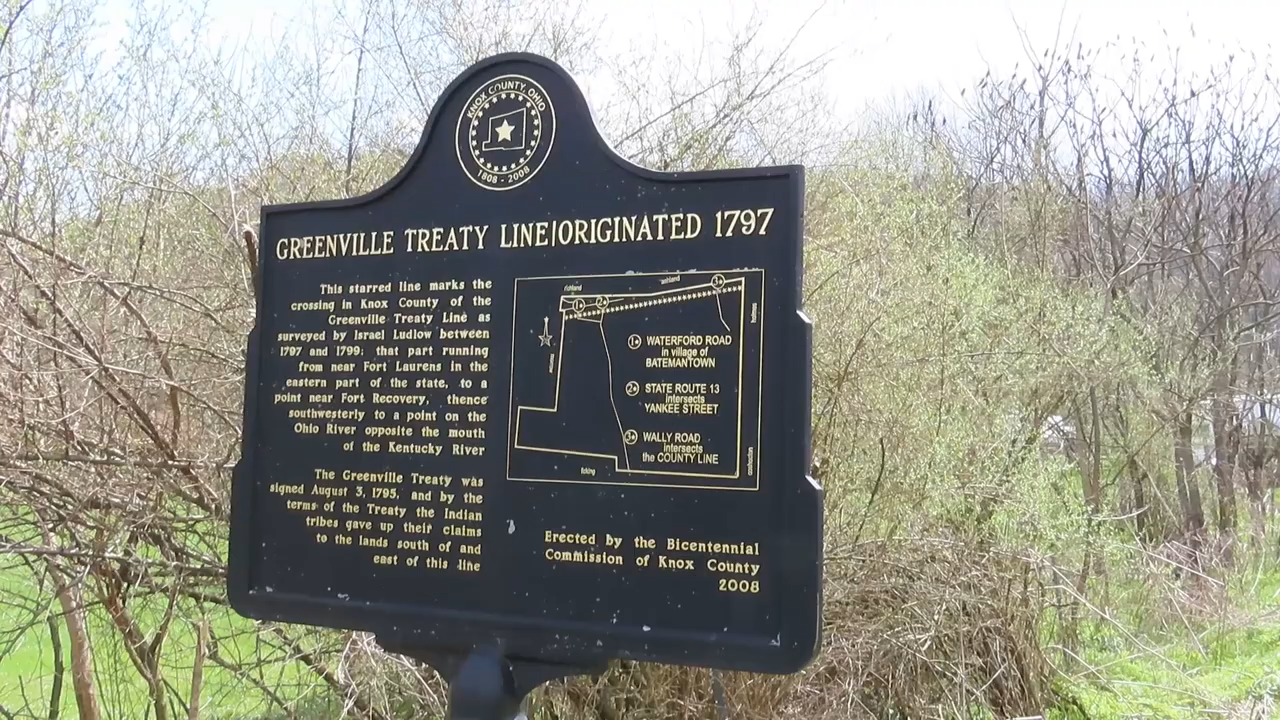 KNOX COUNTY, OHIO
1808 - 2008
GREENVILLE TREATY LINE|ORIGINATED 1797
This starred line marks the
crossing in Knox County of the
Greenville Treaty Line as
surveyed by Israel Ludlow between
1797 and 1799: that part running
from near Fort Laurens in the
eastern part of the state, to a
point near Fort Recovery, thence
southwesterly to a point on the
Ohio River opposite the mouth
of the Kentucky River
The Greenville Treaty was
signed August 3, 1795, and by the
terms of the Treaty the Indian
tribes gave up their claims
to the lands south of and
east of this line
richland
ashland
holmes
1
2
3
1 WATERFORD ROAD
in village of
BATEMANTOWN
2 STATE ROUTE 13
intersects
YANKEE STREET
3 WALLY ROAD
intersects
the COUNTY LINE
licking
coshocton
Erected by the Bicentennial
Commission of Knox County
2008